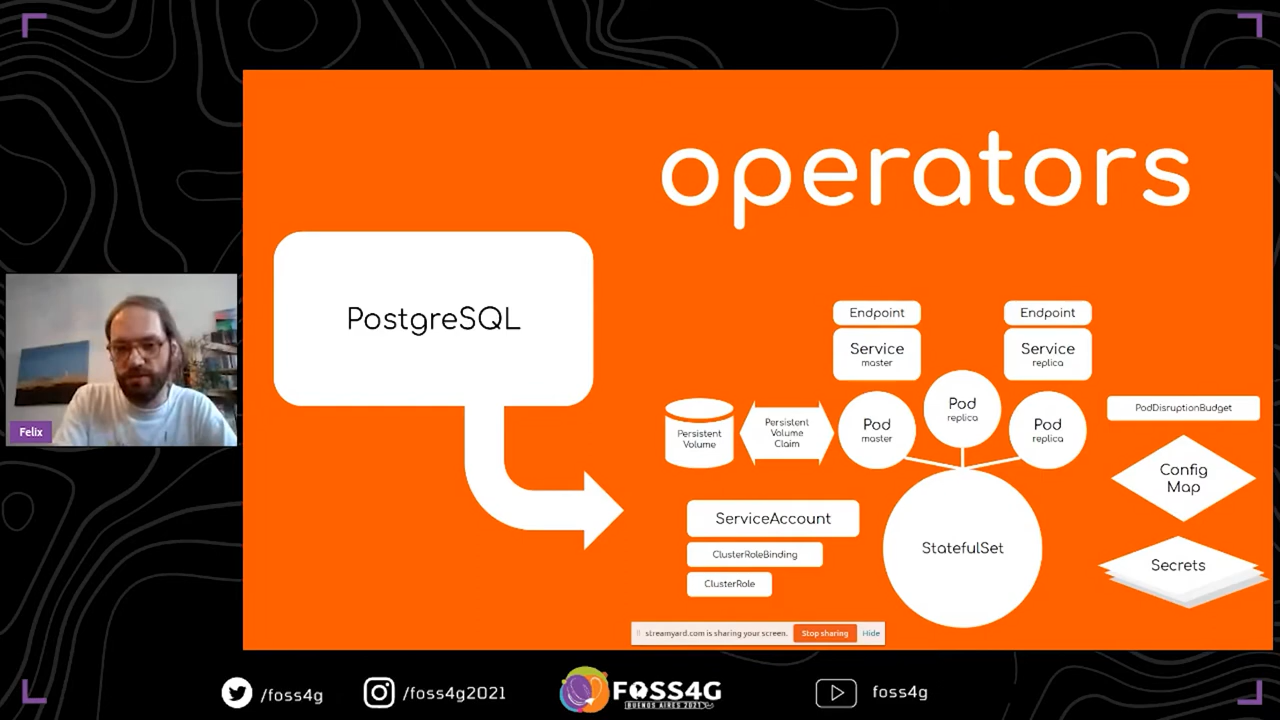 operators
PostgreSQL
Endpoint
Service
master
Endpoint
Service
replica
Persistent
Volume
Persistent
Volume
Claim
Pod
master
Pod
replica
Pod
replica
PodDisruptionBudget
Config
Map
ServiceAccount
ClusterRoleBinding
ClusterRole
StatefulSet
Secrets
streamyard.com is sharing your screen.
Stop sharing
Hide
Felix
/foss4g
/foss4g2021
FOSS4G
BUENOS AIRES 2021
foss4g